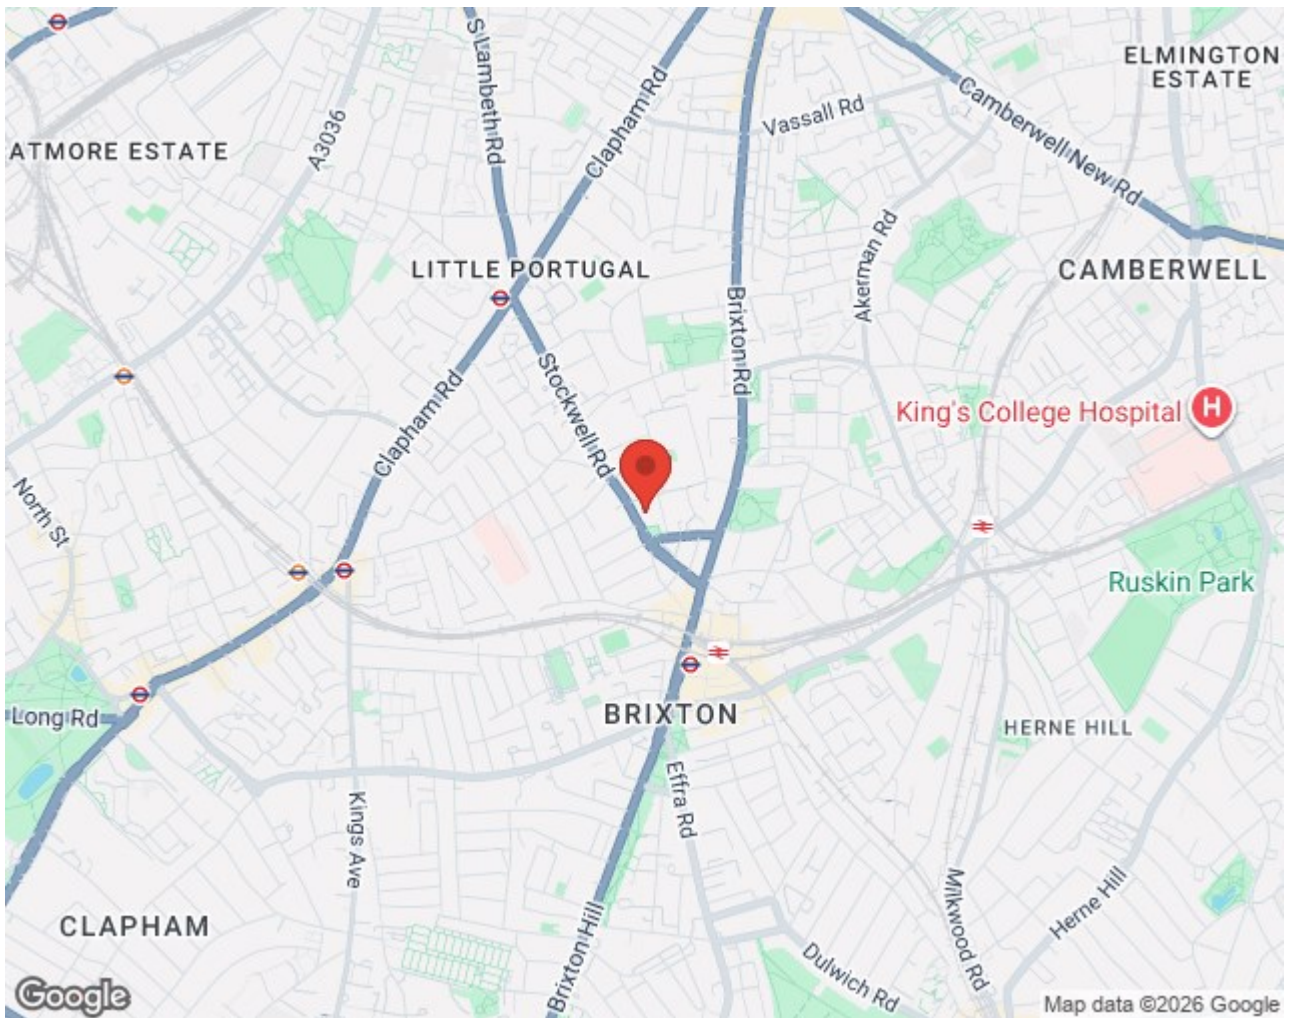 S Lambeth Rd
Clapham Rd
ELMINGTON
ESTATE
Camberwell New Rd
Vassall Rd
A3036
ATMORE ESTATE
Akerman Rd
LITTLE PORTUGAL
CAMBERWELL
Brixton Rd
Stockwell Rd
Clapham Rd
King's College Hospital
H
North St
Ruskin Park
Long Rd
BRIXTON
HERNE HILL
Effra Rd
Kings Ave
Milkwood Rd
Herne Hill
CLAPHAM
Brixton Hill
Dulwich Rd
Google
Map data ©2026 Google